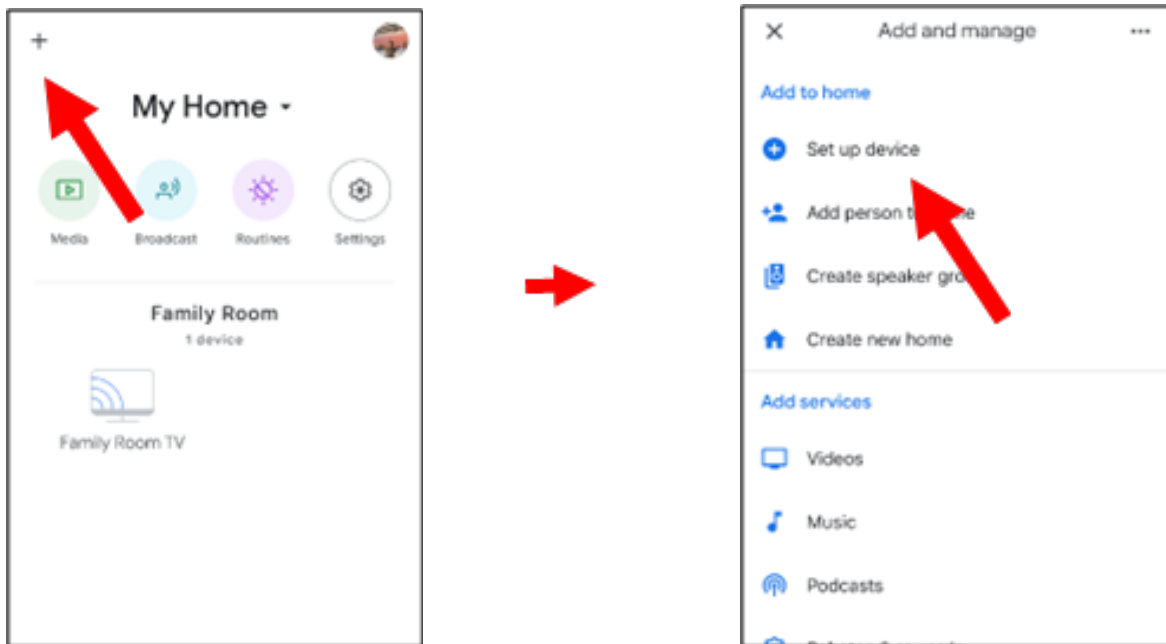 My Home
Media
Broadcast
Routines
Settings
Family Room
1 device
Family Room TV
Add and manage
Add to home
Set up device
Add person
Create speaker
Create new home
Add services
Videos
Music
Podcasts